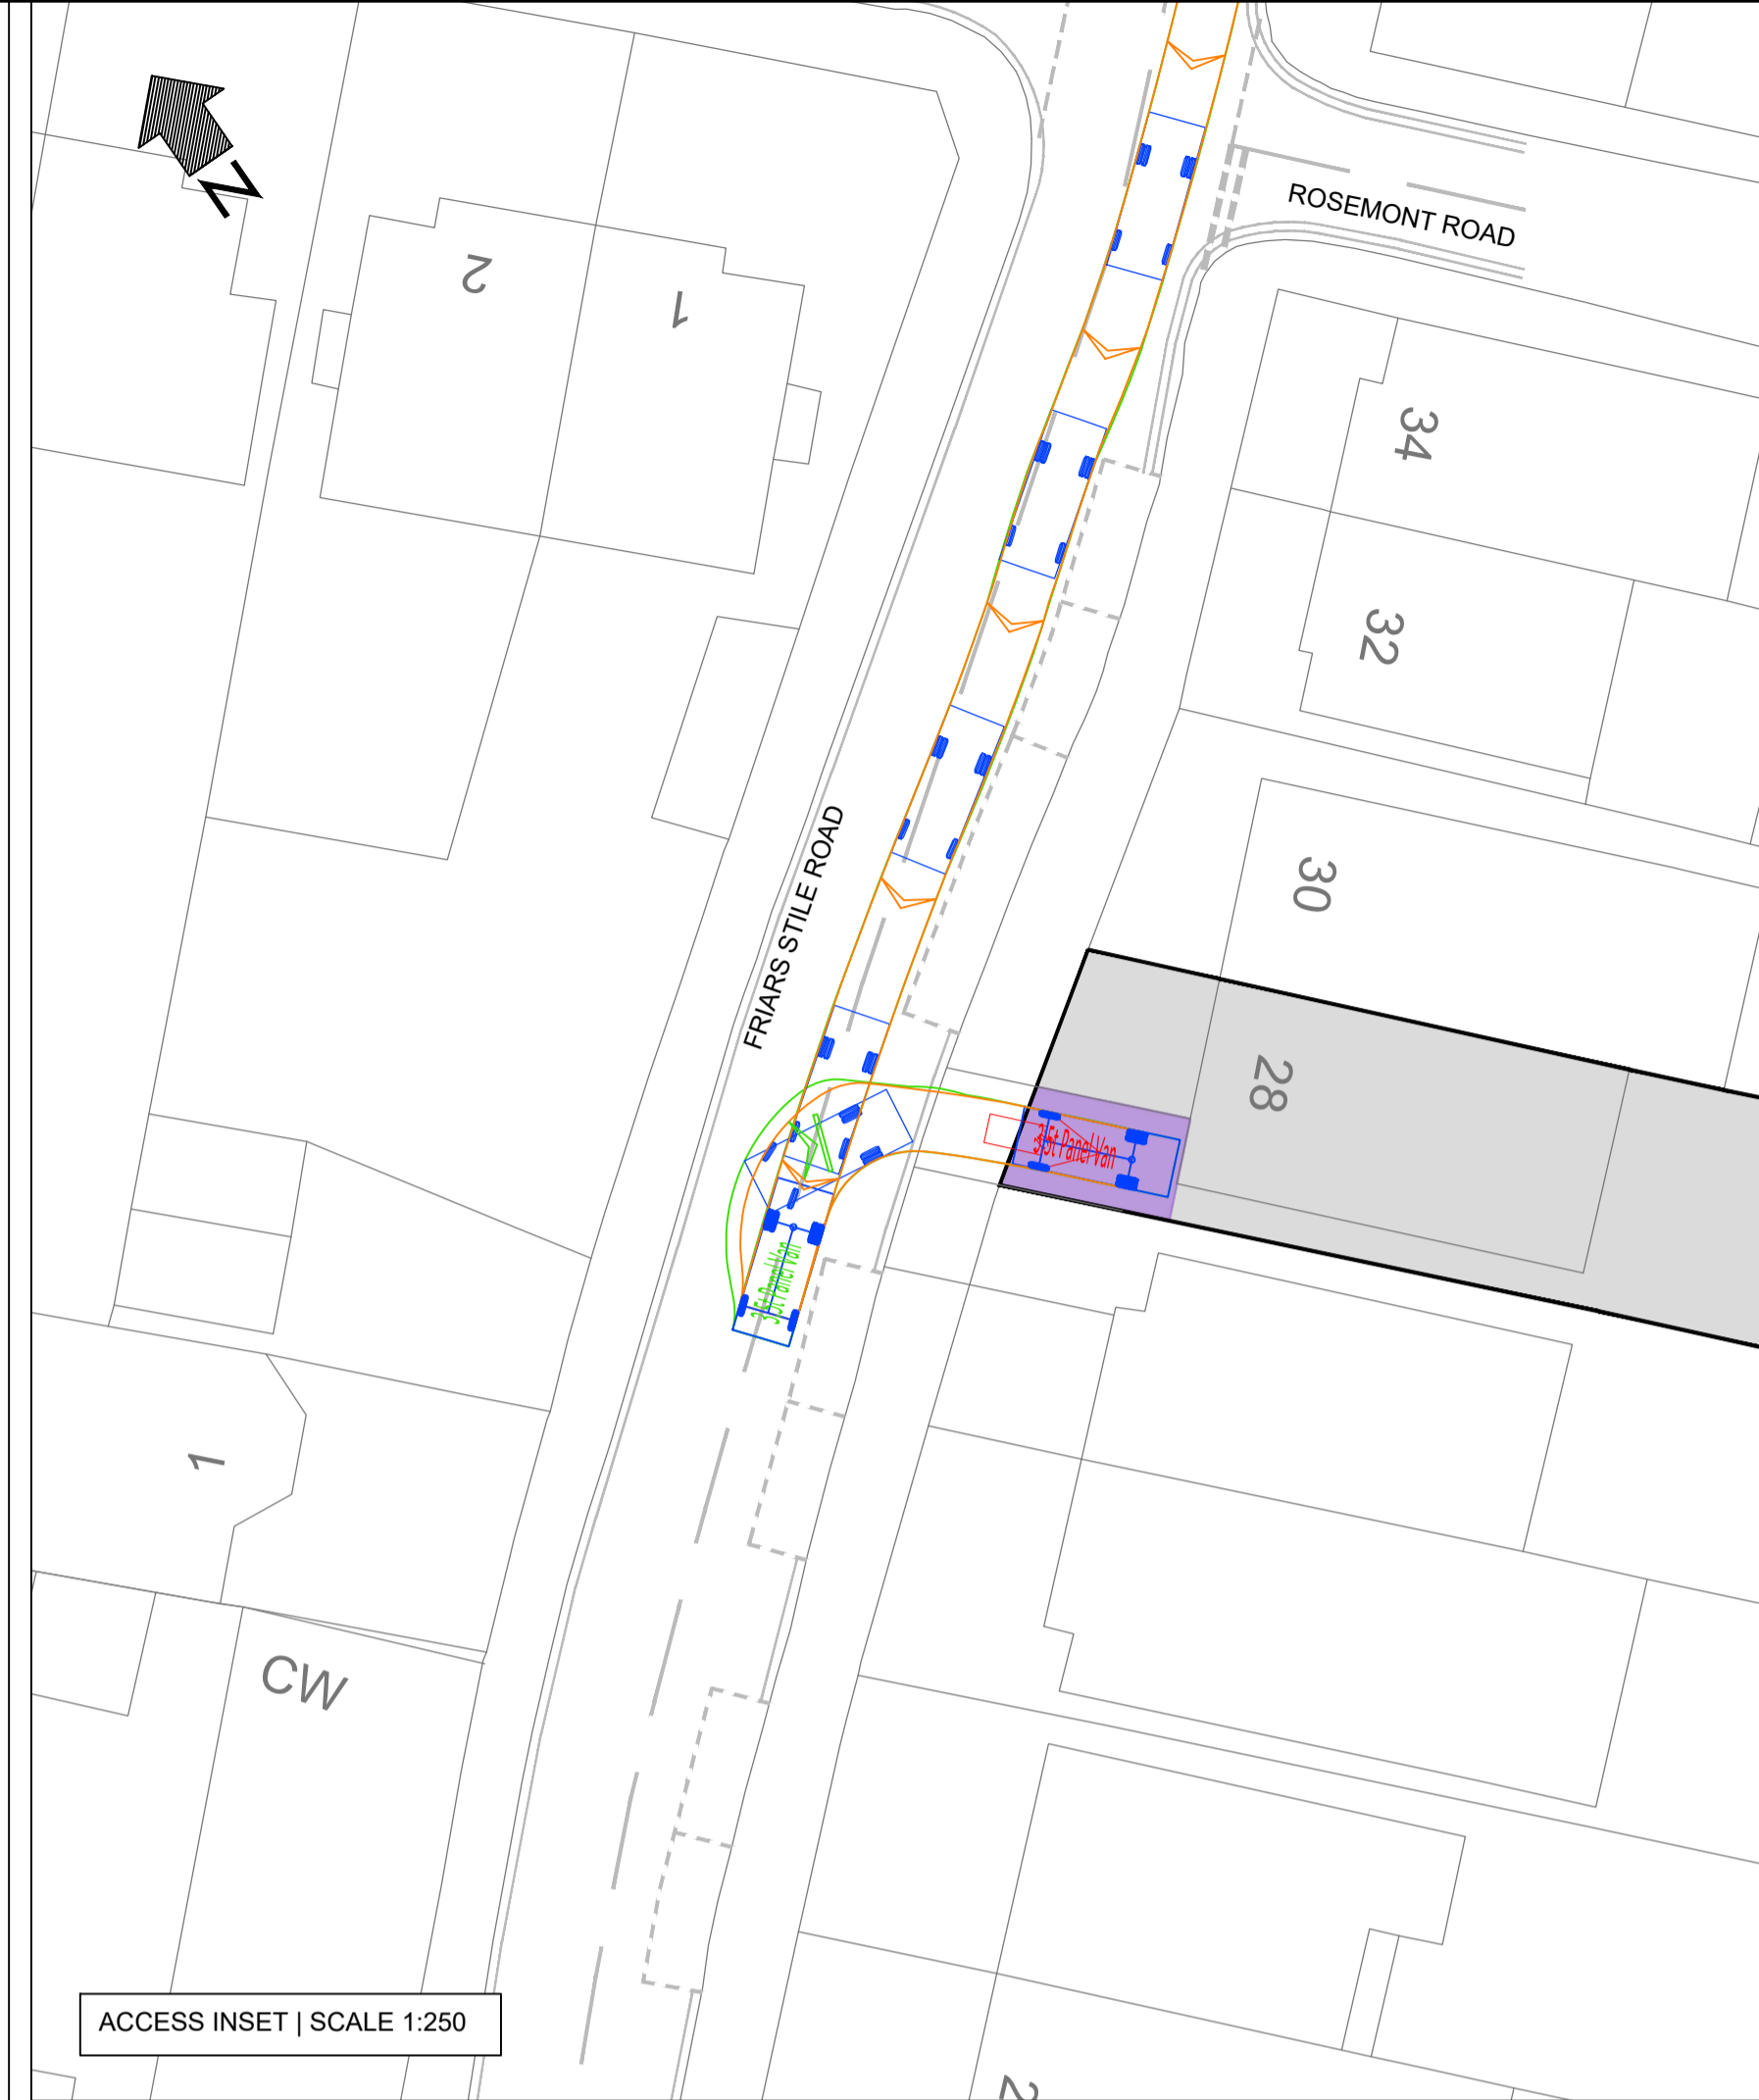 N
ROSEMONT ROAD
2
1
34
32
FRIARS STILE ROAD
30
28
3.5t Panel Van
3.5t Panel Van
1
CW
ACCESS INSET | SCALE 1:250
2